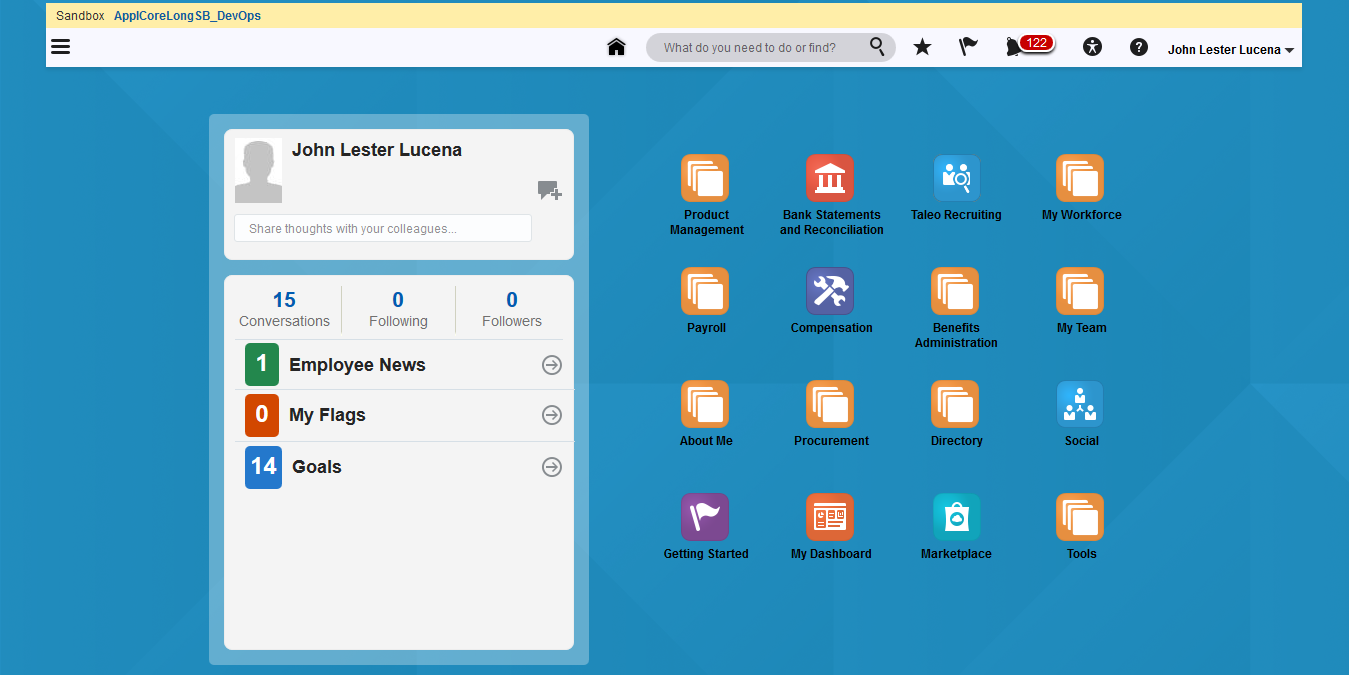 Sandbox ApplCoreLongSB_DevOps
What do you need to do or find?
122
John Lester Lucena
John Lester Lucena
Share thoughts with your colleagues...
15
Conversations
0
Following
0
Followers
1 Employee News
0 My Flags
14 Goals
Product
Management
Bank Statements
and Reconciliation
Taleo Recruiting
My Workforce
Payroll
Compensation
Benefits
Administration
My Team
About Me
Procurement
Directory
Social
Getting Started
My Dashboard
Marketplace
Tools